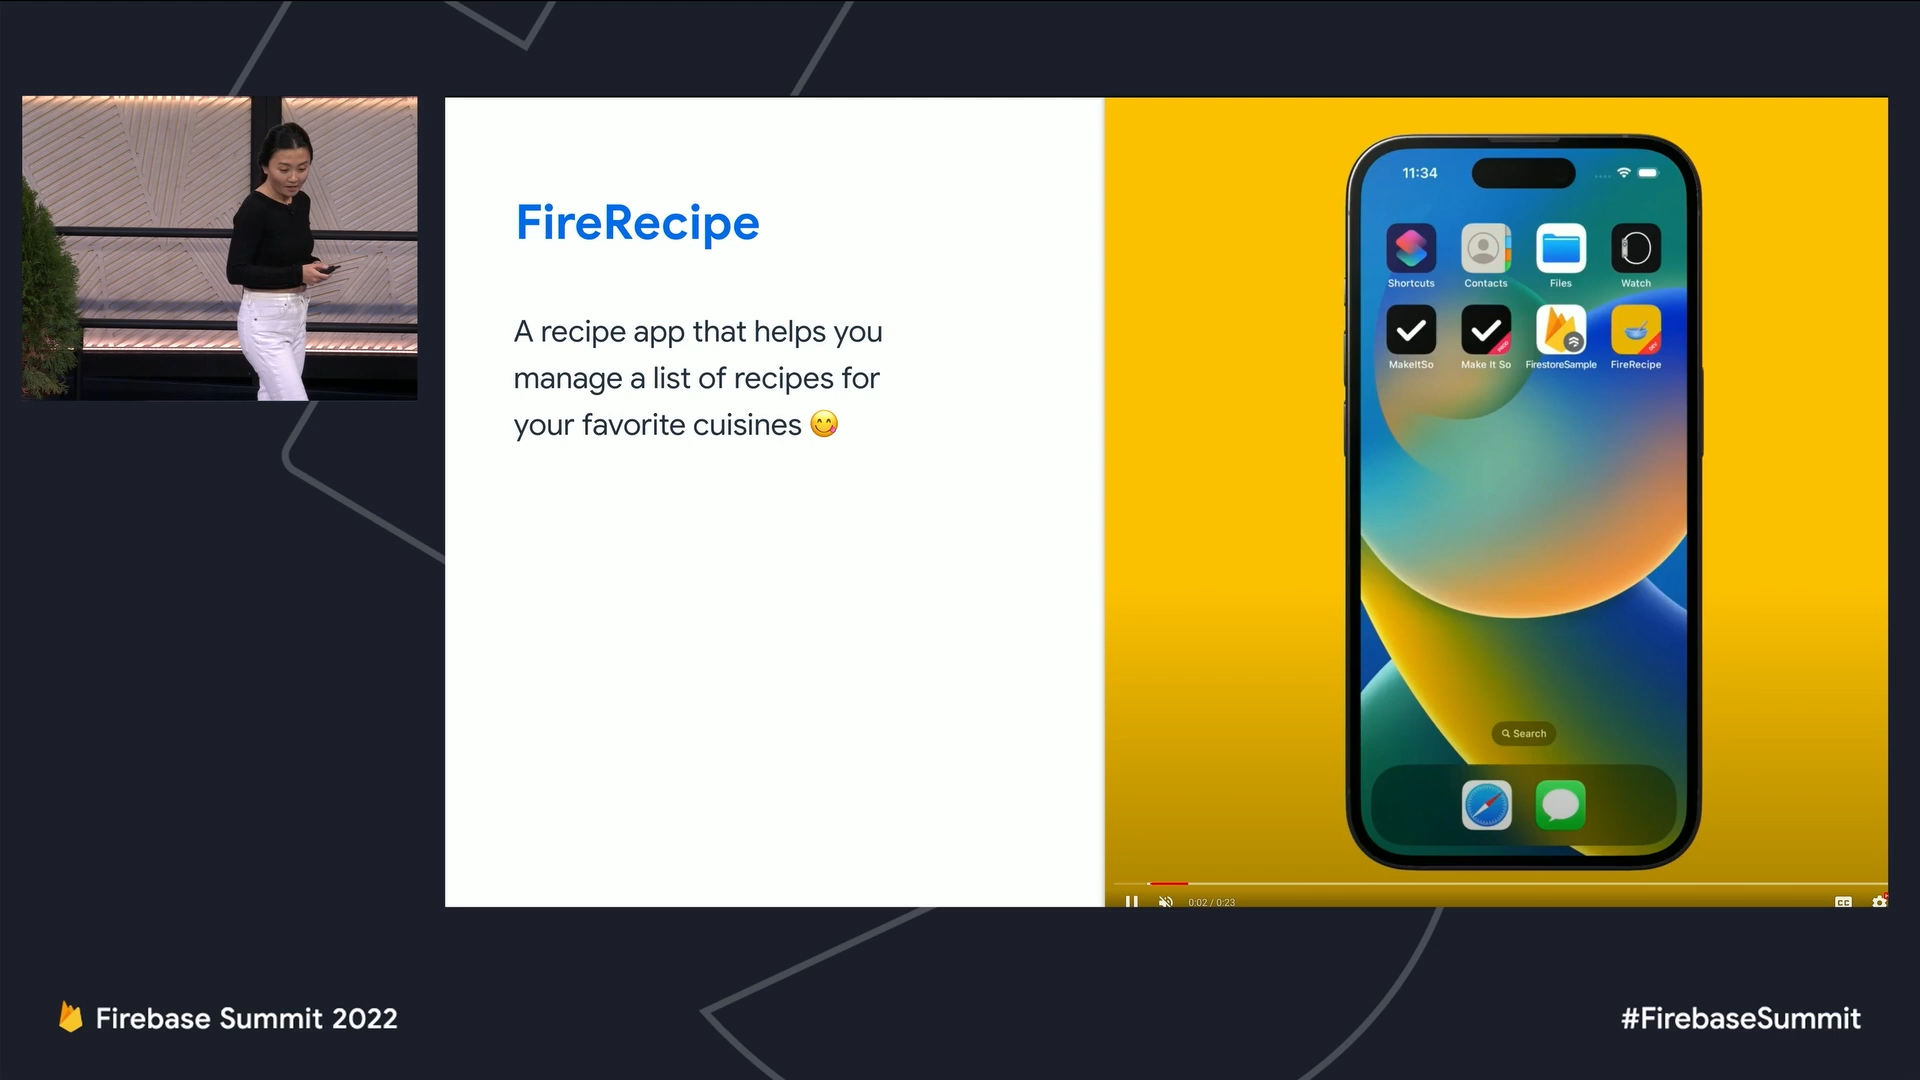 FireRecipe
A recipe app that helps you
manage a list of recipes for
your favorite cuisines 😋
11:34
Shortcuts Contacts Files Watch
MakeItSo Make It So FirestoreSample FireRecipe
Search
0:02 / 0:23
CC
Firebase Summit 2022
#FirebaseSummit